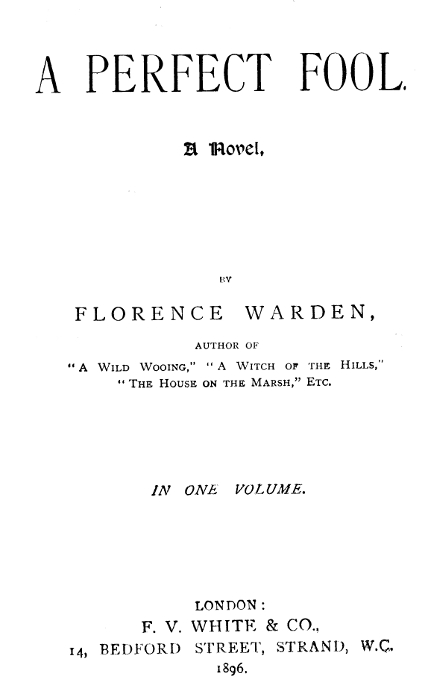 A PERFECT FOOL.
A Novel,
BY
FLORENCE WARDEN,
AUTHOR OF
"A WILD WOOING," "A WITCH OF THE HILLS,"
"THE HOUSE ON THE MARSH," ETC.
IN ONE VOLUME.
LONDON:
F. V. WHITE & CO.,
14, BEDFORD STREET, STRAND, W.C.
1896.